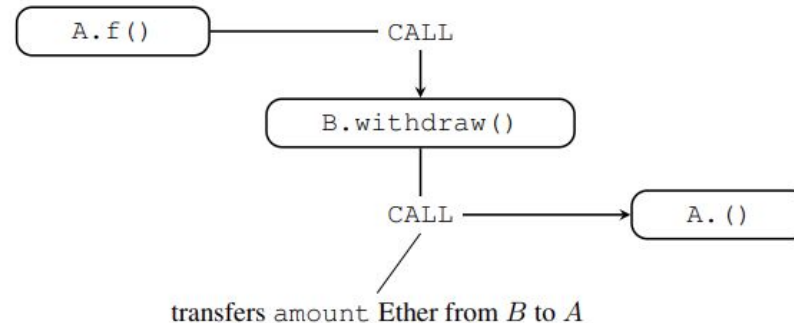 A.f()
CALL
B.withdraw()
CALL
A.()
transfers amount Ether from B to A